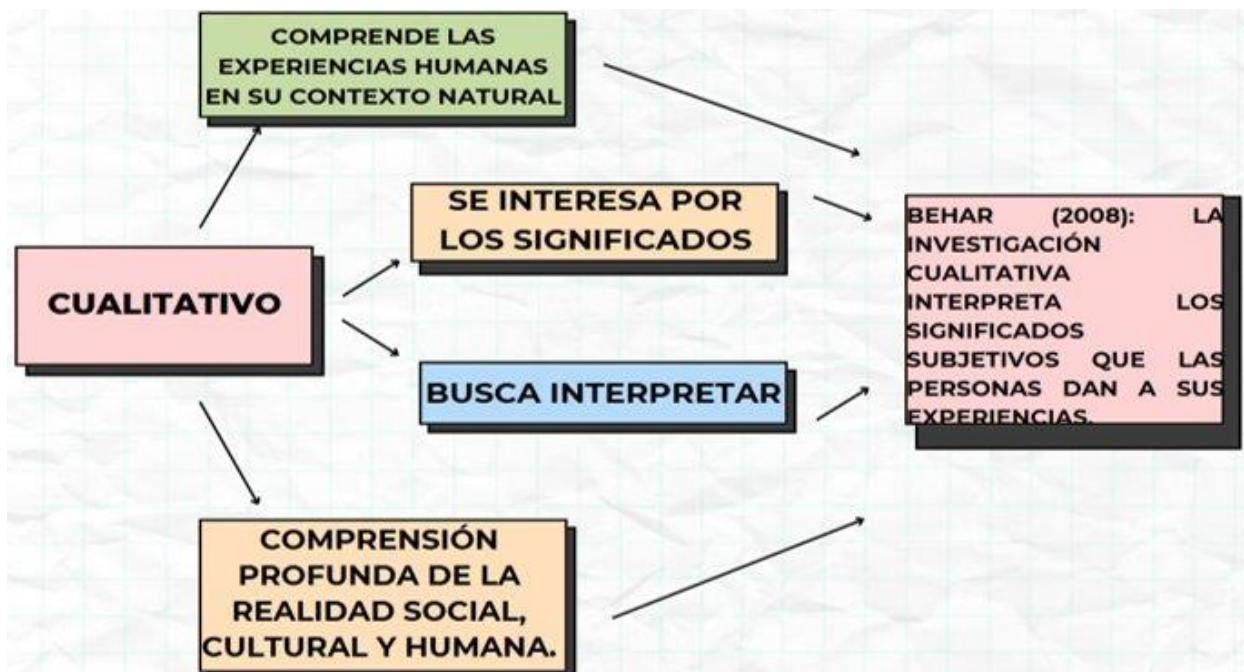 COMPRENDE LAS
EXPERIENCIAS HUMANAS
EN SU CONTEXTO NATURAL
SE INTERESA POR
LOS SIGNIFICADOS
CUALITATIVO
BUSCA INTERPRETAR
COMPRENSIÓN
PROFUNDA DE LA
REALIDAD SOCIAL,
CULTURAL Y HUMANA.
BEHAR (2008): LA
INVESTIGACIÓN
CUALITATIVA
INTERPRETA LOS
SIGNIFICADOS
SUBJETIVOS QUE LAS
PERSONAS DAN A SUS
EXPERIENCIAS.